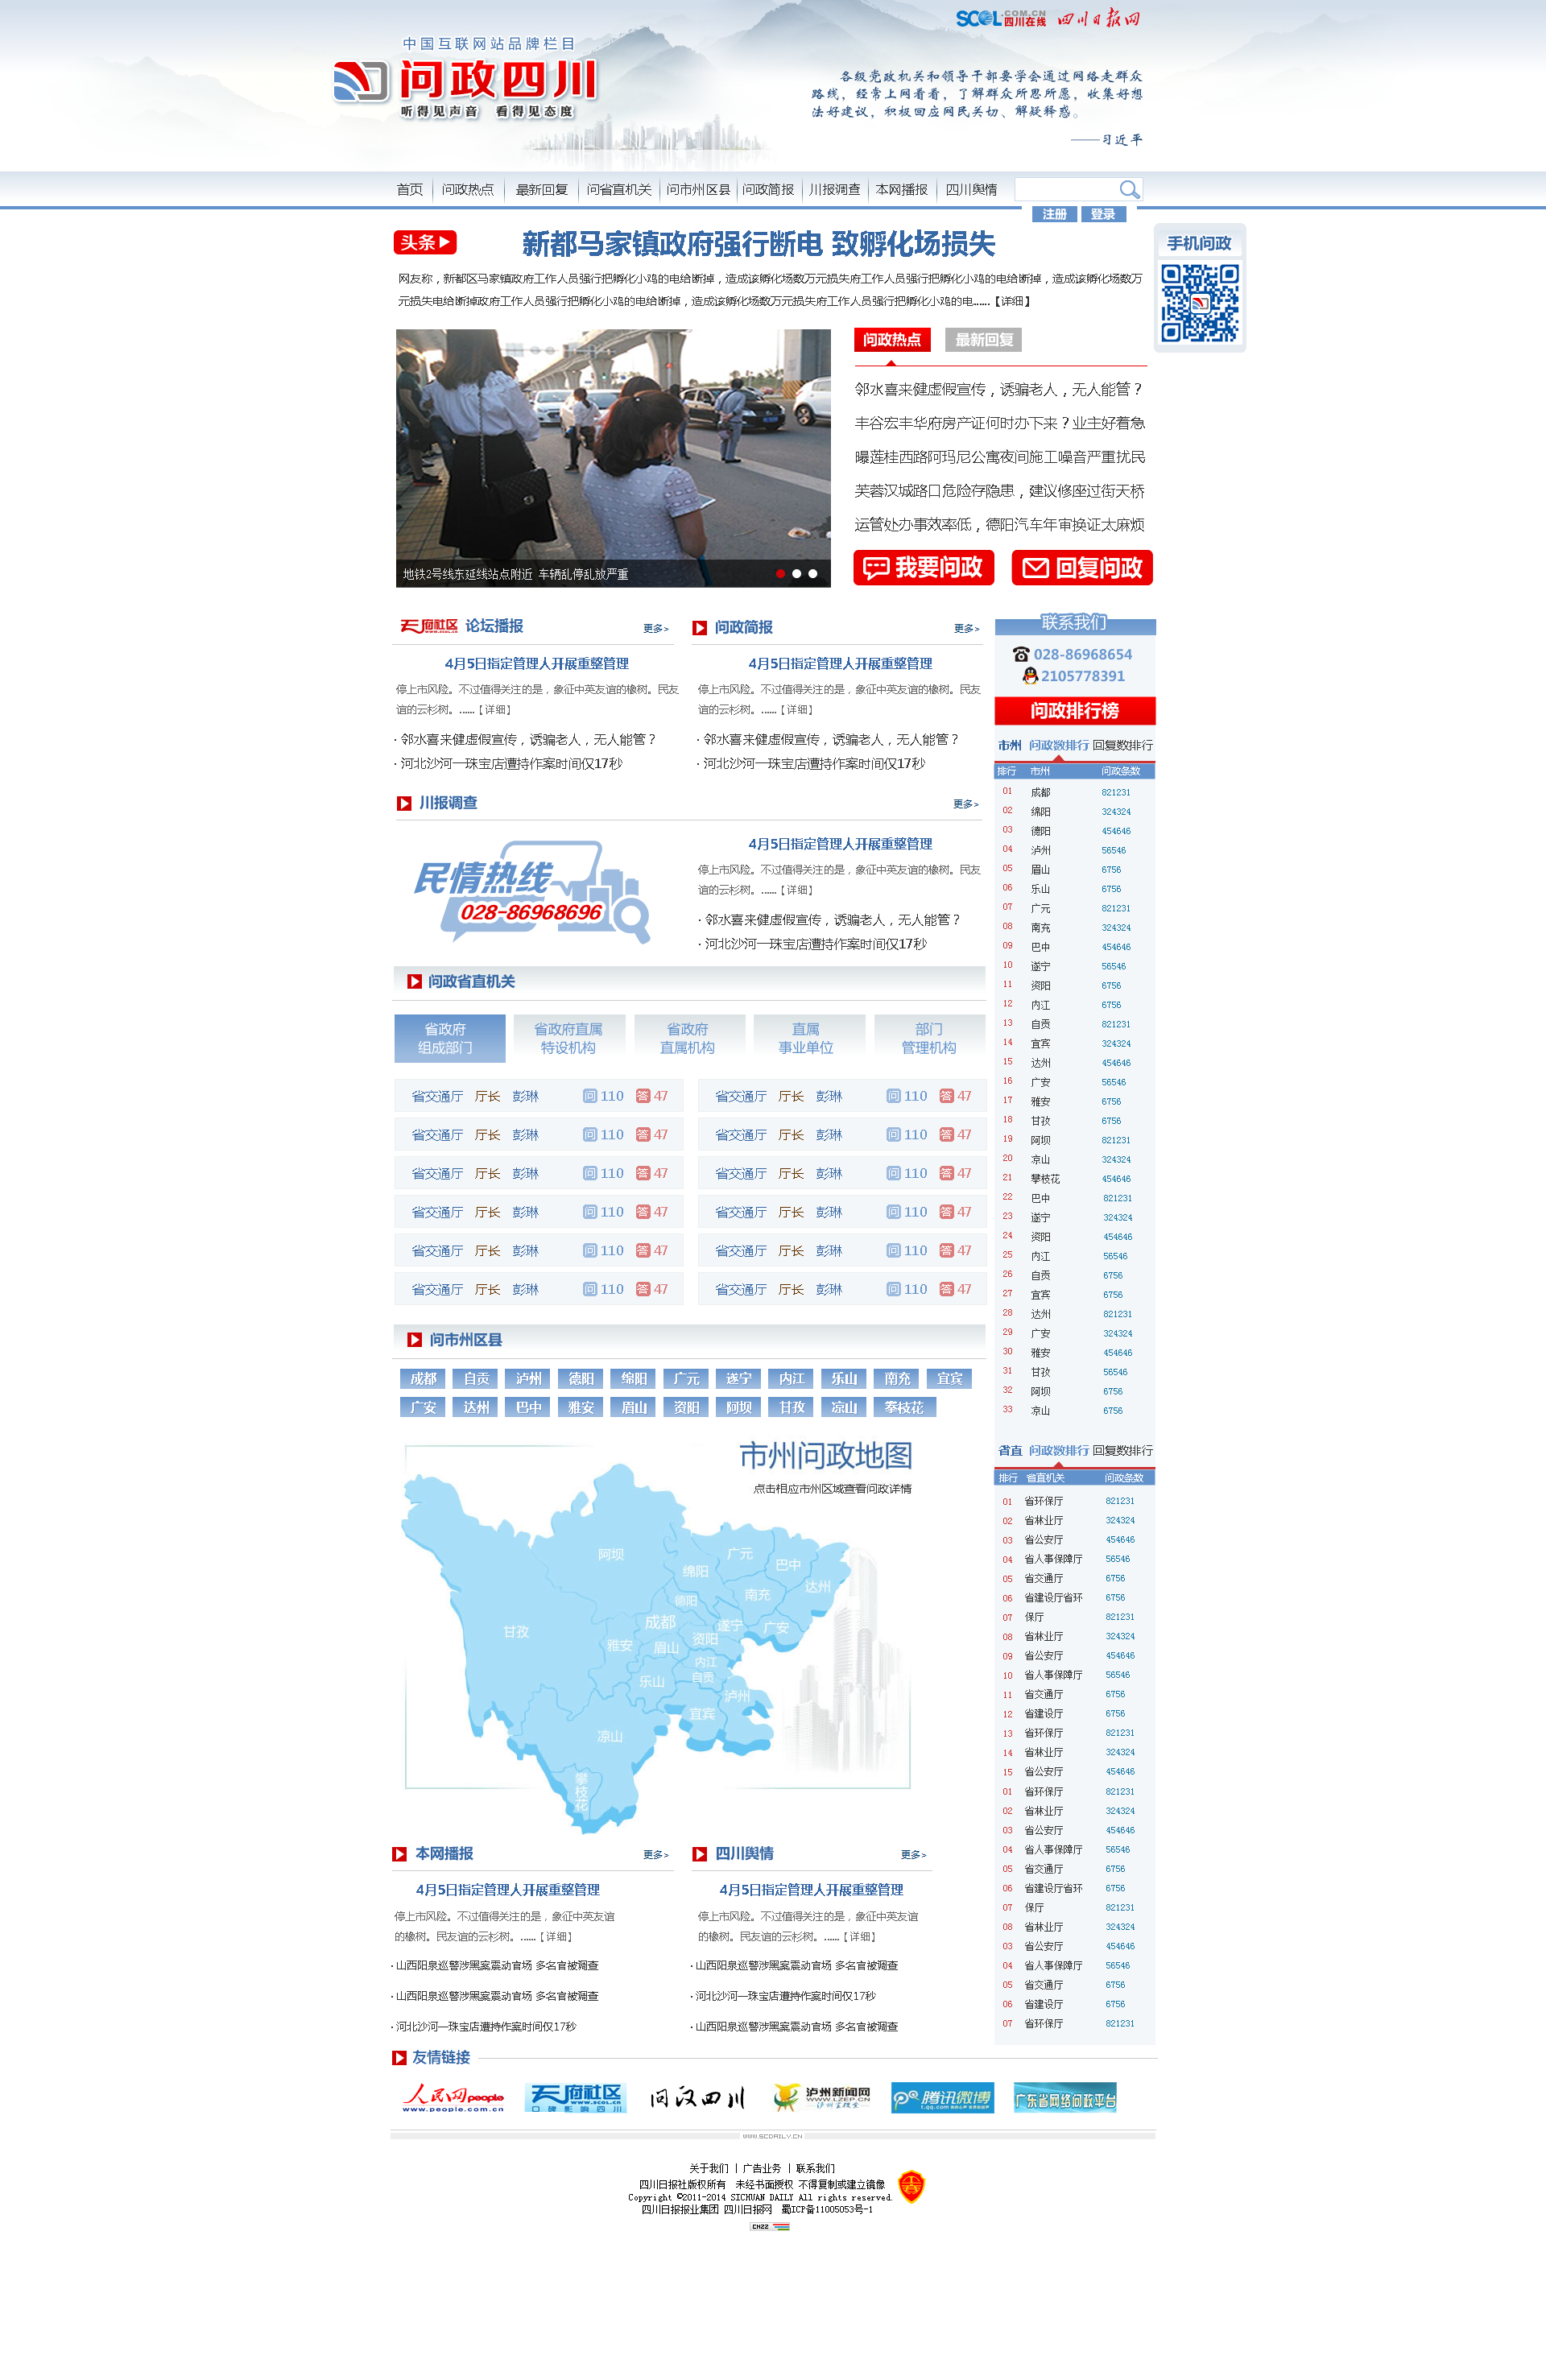 SCOL.COM.CN 四川在线 四川日报网
中国互联网站品牌栏目
问政四川
听得见声音 看得见态度
各级党政机关和领导干部要学会通过网络走群众
路线，经常上网看看，了解群众所思所愿，收集好想
法好建议，积极回应网民关切、解疑释惑。
——习近平
首页 问政热点 最新回复 问省直机关 问市州区县 问政简报 川报调查 本网播报 四川舆情
注册 登录
头条
新都马家镇政府强行断电 致孵化场损失
手机问政
网友称，新都区马家镇政府工作人员强行把孵化小鸡的电给断掉，造成该孵化场数万元损失府工作人员强行把孵化小鸡的电给断掉，造成该孵化场数万
元损失电给断掉政府工作人员强行把孵化小鸡的电给断掉，造成该孵化场数万元损失府工作人员强行把孵化小鸡的电......【详细】
问政热点 最新回复
邻水喜来健虚假宣传，诱骗老人，无人能管？
丰谷宏丰华府房产证何时办下来？业主好着急
曝莲桂西路阿玛尼公寓夜间施工噪音严重扰民
芙蓉汉城路口危险存隐患，建议修座过街天桥
运管处办事效率低，德阳汽车年审换证太麻烦
地铁2号线东延线站点附近 车辆乱停乱放严重
我要问政 回复问政
天府社区 论坛播报 更多>
4月5日指定管理人开展重整管理
停上市风险。不过值得关注的是，象征中英友谊的橡树。民友
谊的云杉树。......【详细】
· 邻水喜来健虚假宣传，诱骗老人，无人能管？
· 河北沙河一珠宝店遭持作案时间仅17秒
问政简报 更多>
4月5日指定管理人开展重整管理
停上市风险。不过值得关注的是，象征中英友谊的橡树。民友
谊的云杉树。......【详细】
· 邻水喜来健虚假宣传，诱骗老人，无人能管？
· 河北沙河一珠宝店遭持作案时间仅17秒
川报调查 更多>
民情热线
028-86968696
4月5日指定管理人开展重整管理
停上市风险。不过值得关注的是，象征中英友谊的橡树。民友
谊的云杉树。......【详细】
· 邻水喜来健虚假宣传，诱骗老人，无人能管？
· 河北沙河一珠宝店遭持作案时间仅17秒
问政省直机关
省政府 组成部门
省政府直属 特设机构
省政府 直属机构
直属 事业单位
部门 管理机构
省交通厅 厅长 彭琳 问 110 答 47 省交通厅 厅长 彭琳 问 110 答 47
省交通厅 厅长 彭琳 问 110 答 47 省交通厅 厅长 彭琳 问 110 答 47
省交通厅 厅长 彭琳 问 110 答 47 省交通厅 厅长 彭琳 问 110 答 47
省交通厅 厅长 彭琳 问 110 答 47 省交通厅 厅长 彭琳 问 110 答 47
省交通厅 厅长 彭琳 问 110 答 47 省交通厅 厅长 彭琳 问 110 答 47
省交通厅 厅长 彭琳 问 110 答 47 省交通厅 厅长 彭琳 问 110 答 47
问市州区县
成都 自贡 泸州 德阳 绵阳 广元 遂宁 内江 乐山 南充 宜宾
广安 达州 巴中 雅安 眉山 资阳 阿坝 甘孜 凉山 攀枝花
市州问政地图
点击相应市州区域查看问政详情
阿坝 广元 巴中
绵阳 达州
德阳 南充
成都 遂宁 广安
甘孜 雅安 眉山 资阳
内江
乐山 自贡
泸州
宜宾
凉山
攀枝花
本网播报 更多>
4月5日指定管理人开展重整管理
停上市风险。不过值得关注的是，象征中英友谊
的橡树。民友谊的云杉树。......【详细】
· 山西阳泉巡警涉黑案震动官场 多名官被调查
· 山西阳泉巡警涉黑案震动官场 多名官被调查
· 河北沙河一珠宝店遭持作案时间仅17秒
四川舆情 更多>
4月5日指定管理人开展重整管理
停上市风险。不过值得关注的是，象征中英友谊
的橡树。民友谊的云杉树。......【详细】
· 山西阳泉巡警涉黑案震动官场 多名官被调查
· 河北沙河一珠宝店遭持作案时间仅17秒
· 山西阳泉巡警涉黑案震动官场 多名官被调查
联系我们
028-86968654
2105778391
问政排行榜
市州 问政数排行 回复数排行
排行 市州 问政条数
01 成都 821231
02 绵阳 324324
03 德阳 454646
04 泸州 56546
05 眉山 6756
06 乐山 6756
07 广元 821231
08 南充 324324
09 巴中 454646
10 遂宁 56546
11 资阳 6756
12 内江 6756
13 自贡 821231
14 宜宾 324324
15 达州 454646
16 广安 56546
17 雅安 6756
18 甘孜 6756
19 阿坝 821231
20 凉山 324324
21 攀枝花 454646
22 巴中 821231
23 遂宁 324324
24 资阳 454646
25 内江 56546
26 自贡 6756
27 宜宾 6756
28 达州 821231
29 广安 324324
30 雅安 454646
31 甘孜 56546
32 阿坝 6756
33 凉山 6756
省直 问政数排行 回复数排行
排行 省直机关 问政条数
01 省环保厅 821231
02 省林业厅 324324
03 省公安厅 454646
04 省人事保障厅 56546
05 省交通厅 6756
06 省建设厅省环 6756
07 保厅 821231
08 省林业厅 324324
09 省公安厅 454646
10 省人事保障厅 56546
11 省交通厅 6756
12 省建设厅 6756
13 省环保厅 821231
14 省林业厅 324324
15 省公安厅 454646
01 省环保厅 821231
02 省林业厅 324324
03 省公安厅 454646
04 省人事保障厅 56546
05 省交通厅 6756
06 省建设厅省环 6756
07 保厅 821231
08 省林业厅 324324
03 省公安厅 454646
04 省人事保障厅 56546
05 省交通厅 6756
06 省建设厅 6756
07 省环保厅 821231
友情链接
人民网 people www.people.com.cn
天府社区 www.scol.cn 口碑影响四川
问汉四川
泸州新闻网 WWW.LZEP.CN
腾讯微博 t.qq.com
广东省网络问政平台
WWW.SCDAILY.CN
关于我们 | 广告业务 | 联系我们
四川日报社版权所有 未经书面授权 不得复制或建立镜像
Copyright ©2011-2014 SICHUAN DAILY All rights reserved.
四川日报报业集团 四川日报网 蜀ICP备11005053号-1
CNZZ